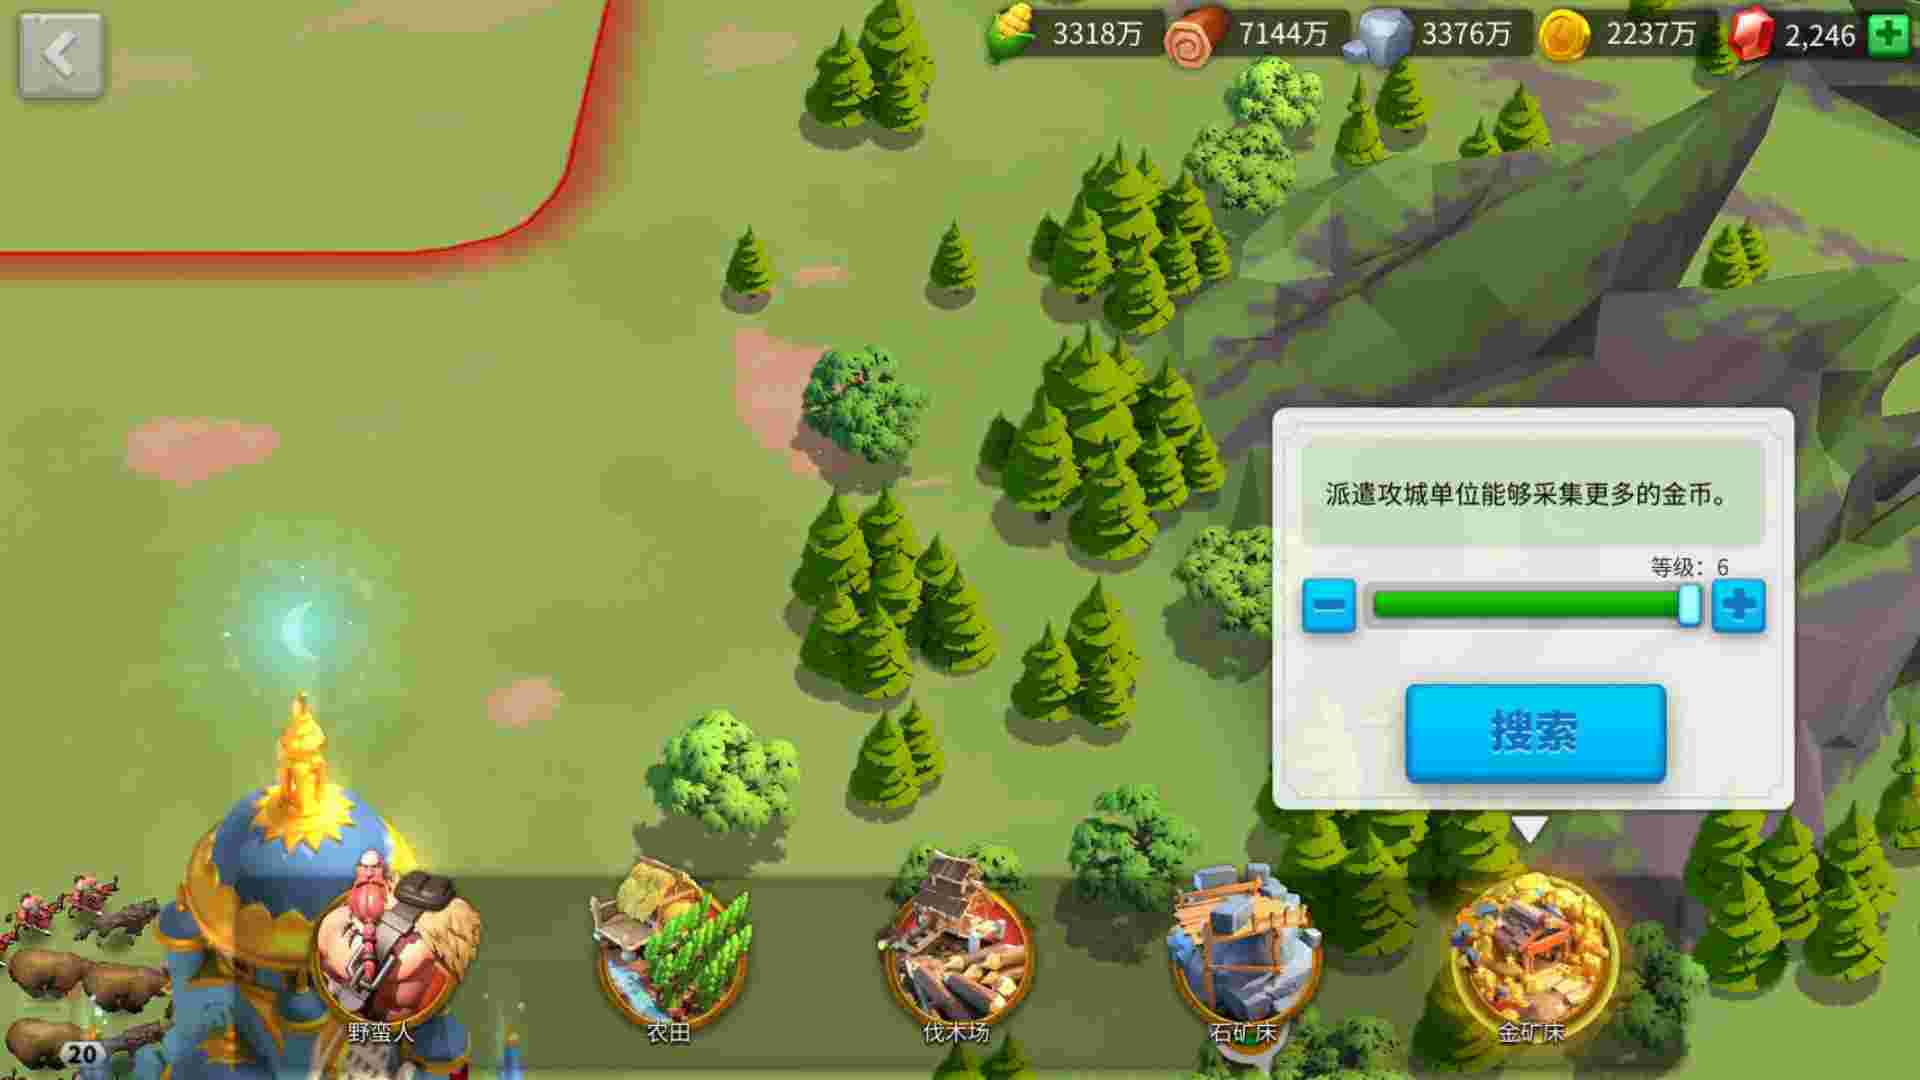 3318万
7144万
3376万
2237万
2,246
派遣攻城单位能够采集更多的金币。
等级：6
搜索
野蛮人
农田
伐木场
石矿床
金矿床
20